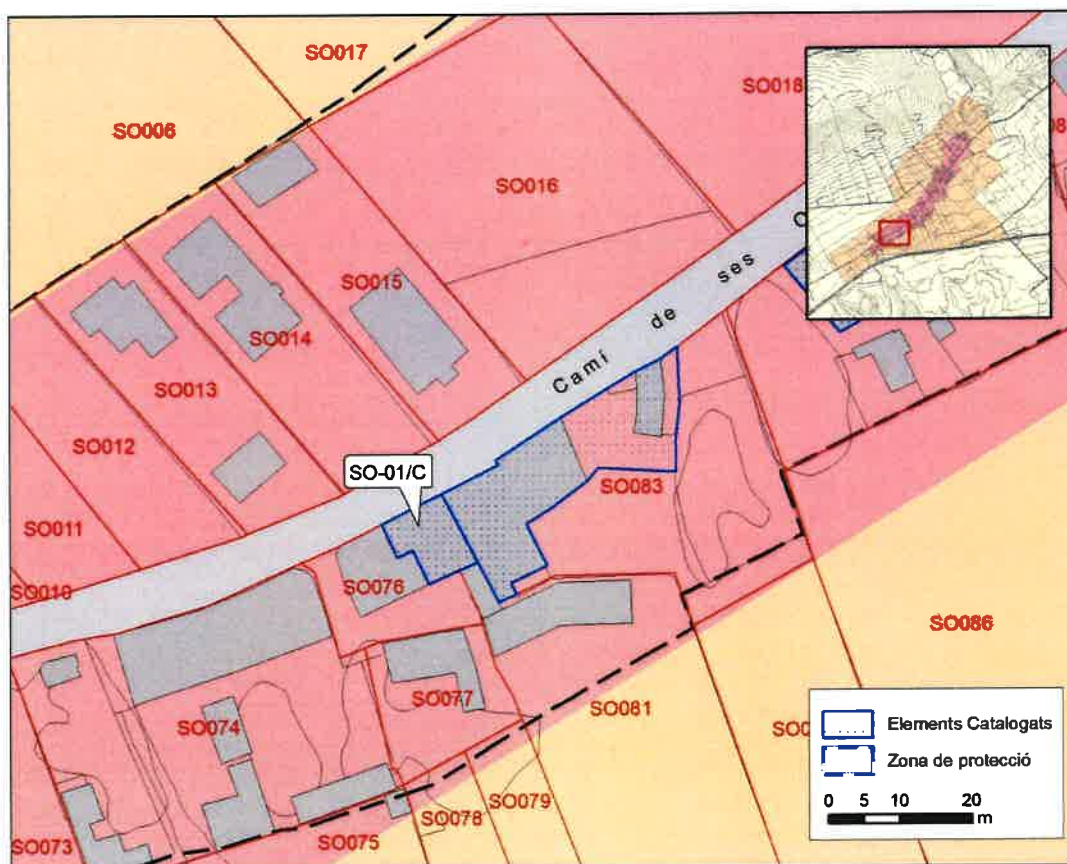 SO017
SO006
SO018
SO016
SO015
SO014
SO013
SO012
SO011
SO010
Camí de ses
SO-01/C
SO083
SO076
SO086
SO077
SO074
SO081
SO079
SO078
SO075
SO073
Elements Catalogats
Zona de protecció
0 5 10 20
m